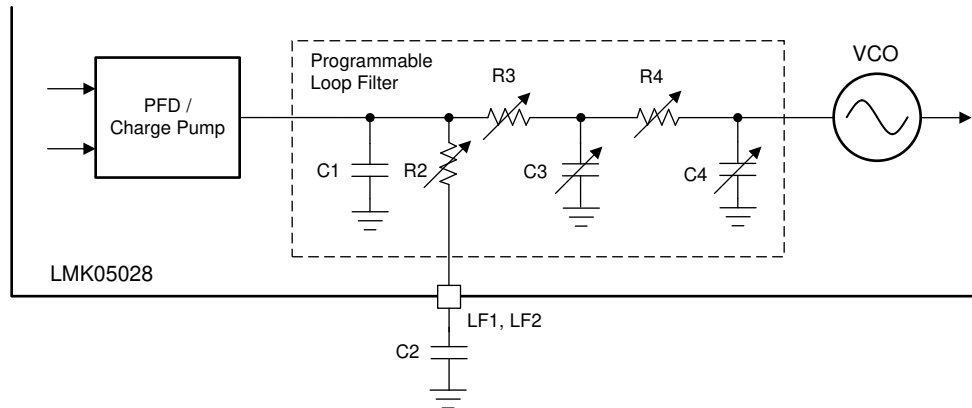 Programmable
Loop Filter
VCO
R3
R4
PFD /
Charge Pump
C1
R2
C3
C4
LMK05028
LF1, LF2
C2